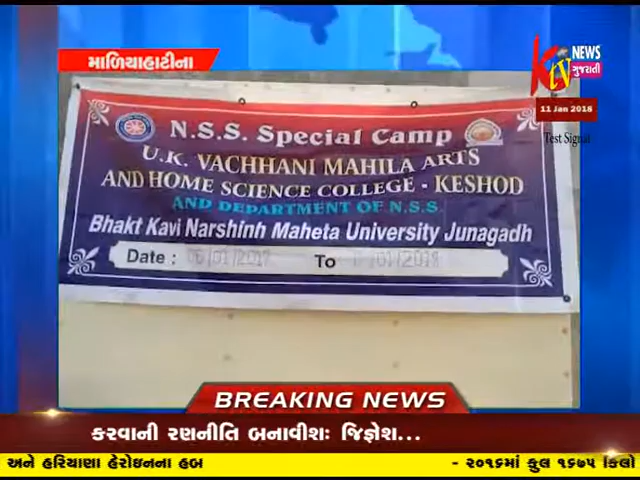 માળિયાહાટીના
K tv NEWS
ગુજરાતી
11 Jan 2018
Test Signal
N.S.S. Special Camp
U.K. VACHHANI MAHILA ARTS
AND HOME SCIENCE COLLEGE - KESHOD
AND DEPARTMENT OF N.S.S
Bhakt Kavi Narshinh Maheta University Junagadh
Date : To
BREAKING NEWS
કરવાની રણનીતિ બનાવીશઃ જિજ્ઞેશ...
અને હરિયાણા હેરોઇનના હબ - ૨૦૧૬માં કુલ ૧૬૭૫ કિલો